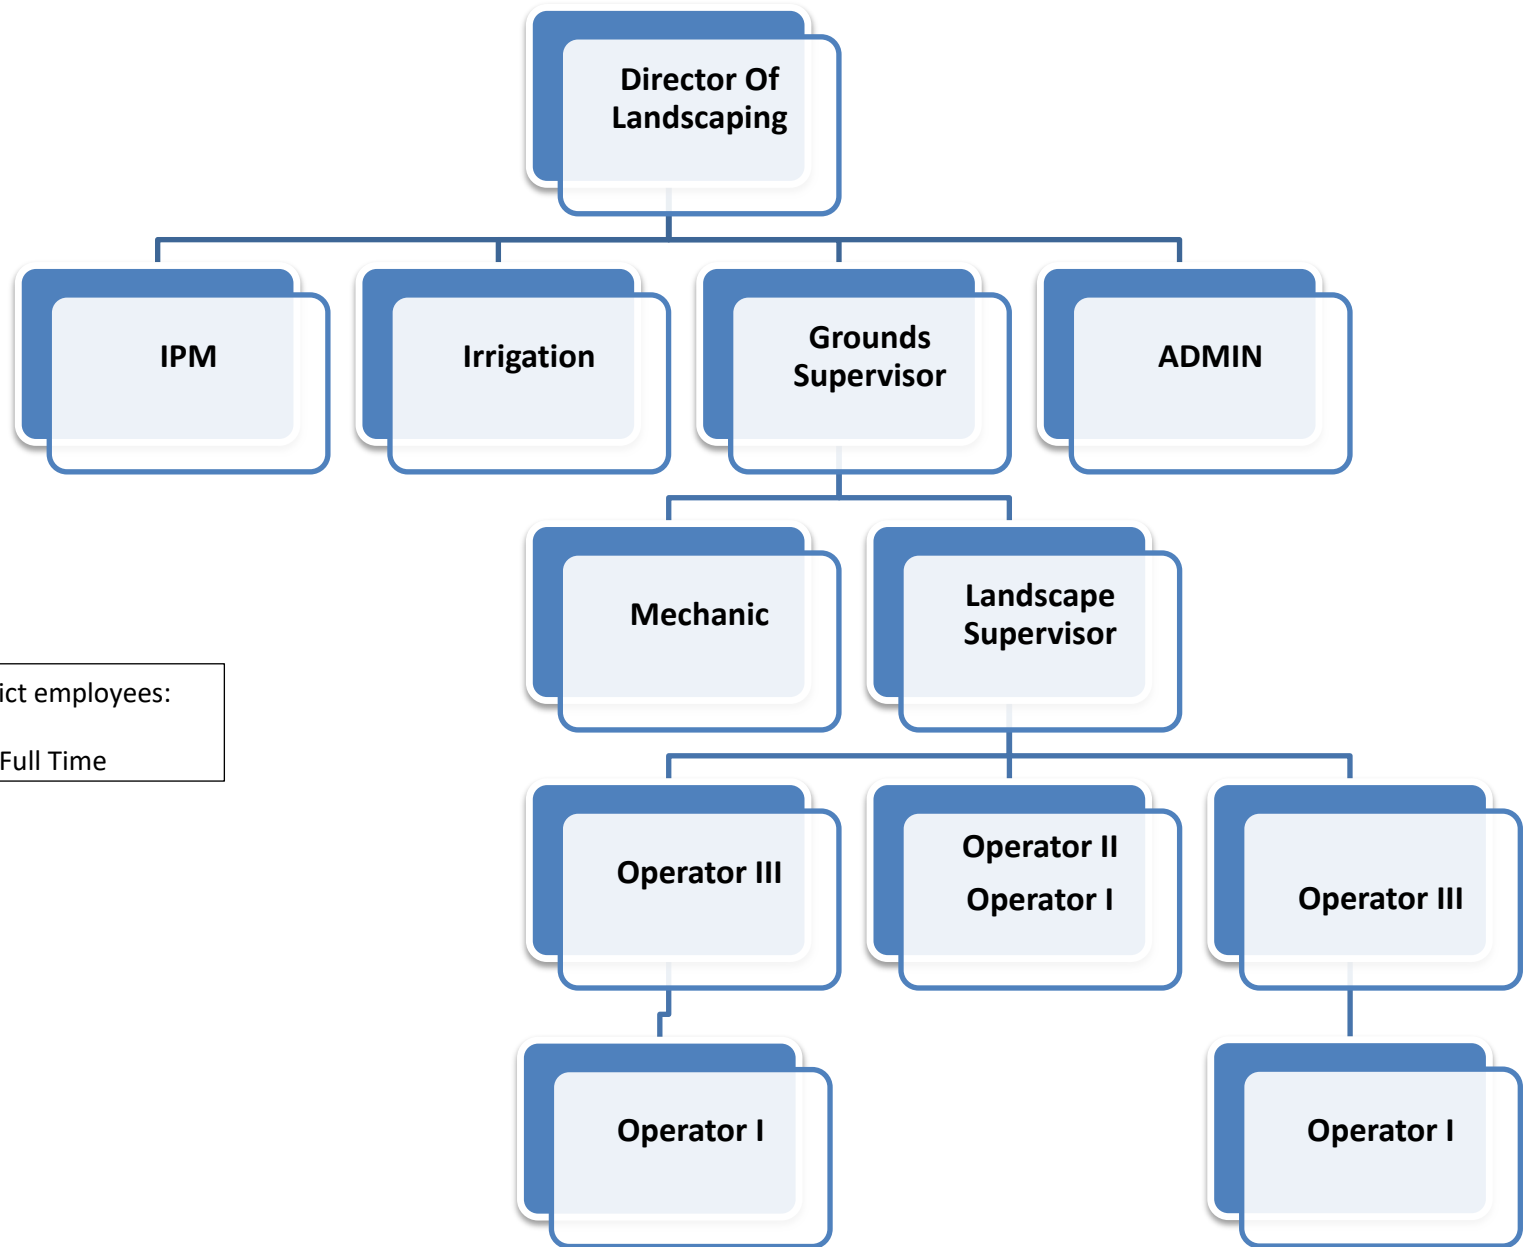 Director Of
Landscaping
IPM
Irrigation
Grounds
Supervisor
ADMIN
Mechanic
Landscape
Supervisor
ict employees:
Full Time
Operator III
Operator II
Operator I
Operator III
Operator I
Operator I